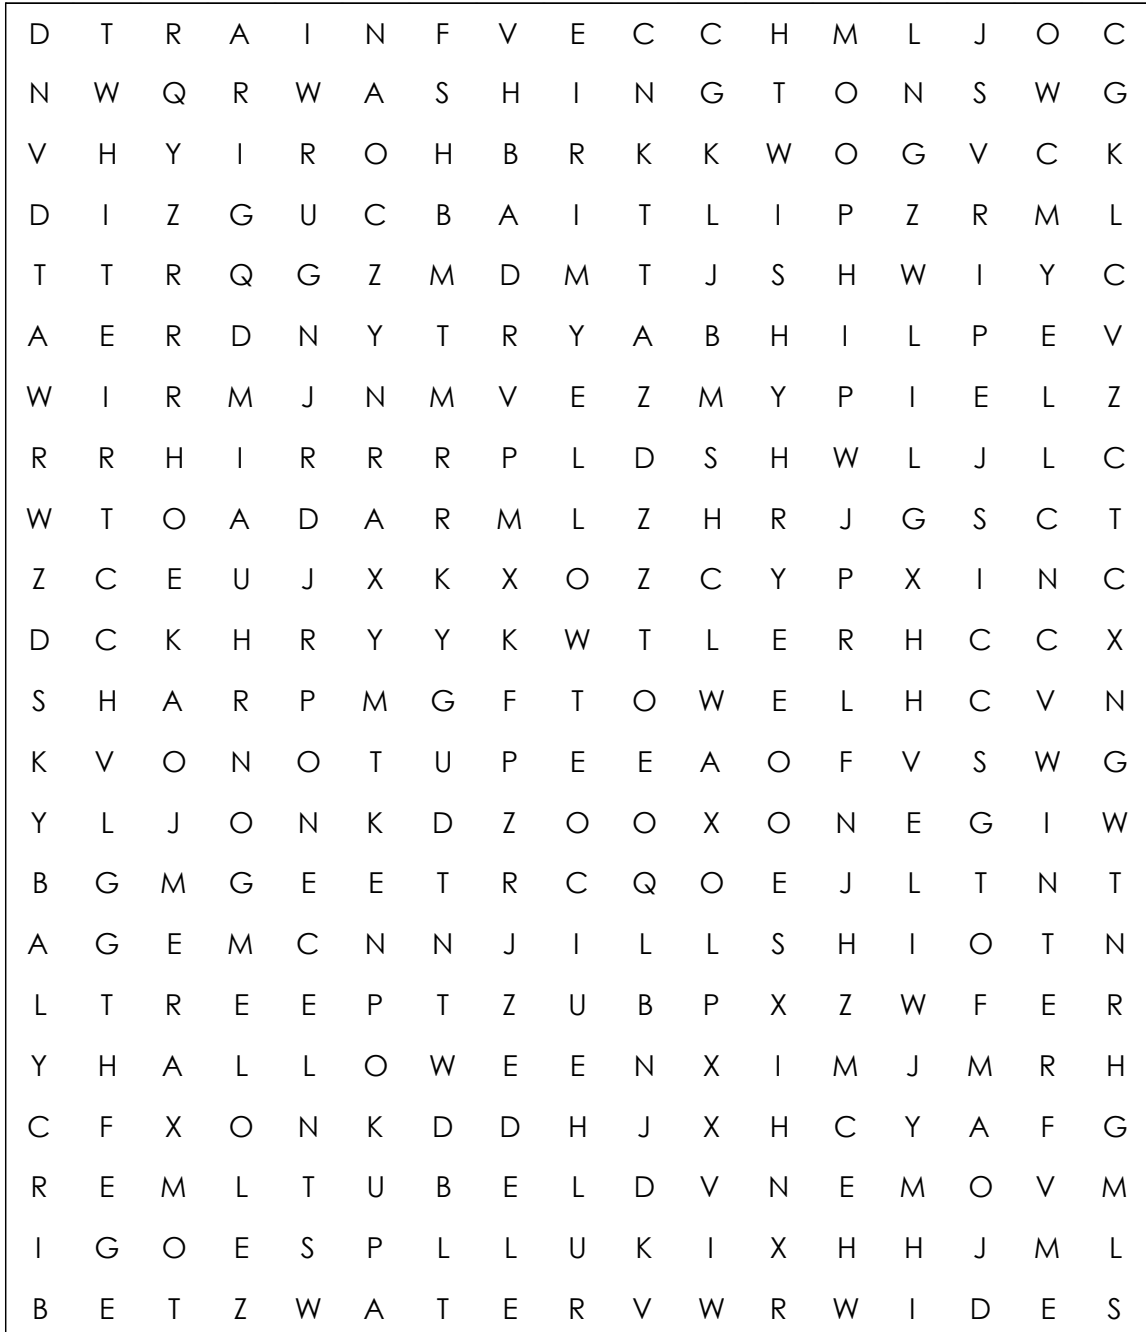 D T R A I N F V E C C H M L J O C
N W Q R W A S H I N G T O N S W G
V H Y I R O H B R K K W O G V C K
D I Z G U C B A I T L I P Z R M L
T T R Q G Z M D M T J S H W I Y C
A E R D N Y T R Y A B H I L P E V
W I R M J N M V E Z M Y P I E L Z
R R H I R R R P L D S H W L J L C
W T O A D A R M L Z H R J G S C T
Z C E U J X K X O Z C Y P X I N C
D C K H R Y Y K W T L E R H C C X
S H A R P M G F T O W E L H C V N
K V O N O T U P E E A O F V S W G
Y L J O N K D Z O O X O N E G I W
B G M G E E T R C Q O E J L T N T
A G E M C N N J I L L S H I O T N
L T R E E P T Z U B P X Z W F E R
Y H A L L O W E E N X I M J M R H
C F X O N K D D H J X H C Y A F G
R E M L T U B E L D V N E M O V M
I G O E S P L L U K I X H H J M L
B E T Z W A T E R V W R W I D E S